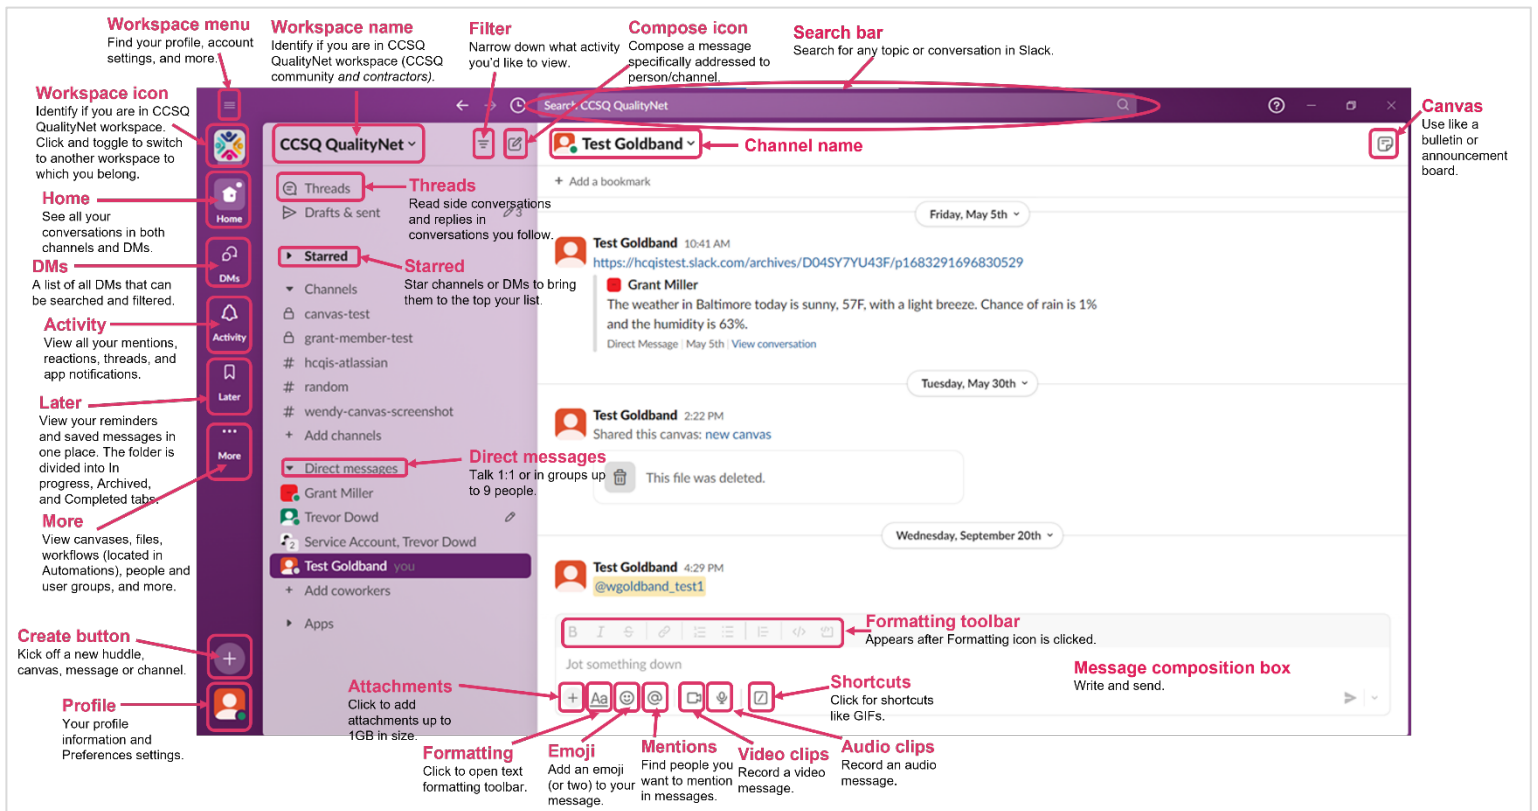 Workspace menu
Find your profile, account
settings, and more.
Workspace name
Identify if you are in CCSQ
QualityNet workspace (CCSQ
community and contractors).
Filter
Narrow down what activity
you'd like to view.
Compose icon
Compose a message
specifically addressed to
person/channel.
Search bar
Search for any topic or conversation in Slack.
Workspace icon
Identify if you are in CCSQ
QualityNet workspace.
Click and toggle to switch
to another workspace to
which you belong.
Search CCSQ QualityNet
Canvas
Use like a
bulletin or
announcement
board.
CCSQ QualityNet
Test Goldband
Channel name
Home
See all your
conversations in both
channels and DMs.
Home
DMs
A list of all DMs that can
be searched and filtered.
DMs
Activity
View all your mentions,
reactions, threads, and
app notifications.
Activity
Later
View your reminders
and saved messages in
one place. The folder is
divided into In
progress, Archived,
and Completed tabs.
Later
More
View canvases, files,
workflows (located in
Automations), people and
user groups, and more.
More
Create button
Kick off a new huddle,
canvas, message or channel.
+
Profile
Your profile
information and
Preferences settings.
Threads
Threads
Read side conversations
and replies in
conversations you follow.
Drafts & sent
3
Starred
Starred
Star channels or DMs to bring
them to the top your list.
Channels
canvas-test
grant-member-test
# hcqis-atlassian
# random
# wendy-canvas-screenshot
+ Add channels
Direct messages
Direct messages
Talk 1:1 or in groups up
to 9 people.
Grant Miller
Trevor Dowd
2 Service Account, Trevor Dowd
Test Goldband you
+ Add coworkers
Apps
+ Add a bookmark
Friday, May 5th
Test Goldband 10:41 AM
https://hcqistest.slack.com/archives/D04SY7YU43F/p1683291696830529
Grant Miller
The weather in Baltimore today is sunny, 57F, with a light breeze. Chance of rain is 1%
and the humidity is 63%.
Direct Message | May 5th | View conversation
Tuesday, May 30th
Test Goldband 2:22 PM
Shared this canvas: new canvas
This file was deleted.
Wednesday, September 20th
Test Goldband 4:29 PM
@wgoldband_test1
B I S
Formatting toolbar
Appears after Formatting icon is clicked.
Jot something down
Message composition box
Write and send.
+ Aa @
Attachments
Click to add
attachments up to
1GB in size.
Formatting
Click to open text
formatting toolbar.
Emoji
Add an emoji
(or two) to your
message.
Mentions
Find people you
want to mention
in messages.
Video clips
Record a video
message.
Audio clips
Record an audio
message.
Shortcuts
Click for shortcuts
like GIFs.